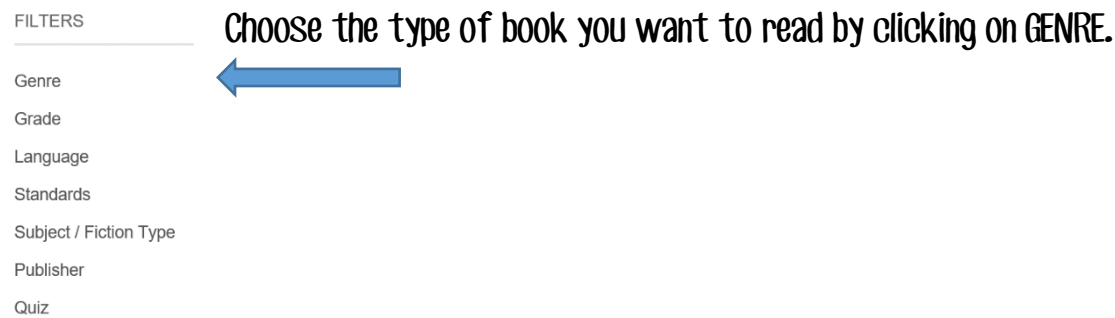 FILTERS
Choose the type of book you want to read by clicking on GENRE.
Genre
Grade
Language
Standards
Subject / Fiction Type
Publisher
Quiz